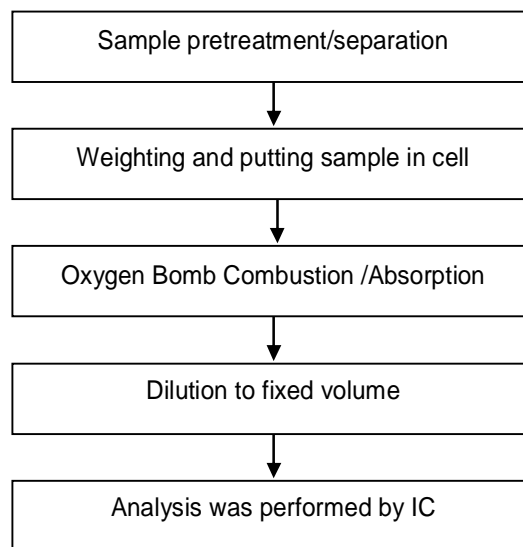 Sample pretreatment/separation
Weighting and putting sample in cell
Oxygen Bomb Combustion /Absorption
Dilution to fixed volume
Analysis was performed by IC